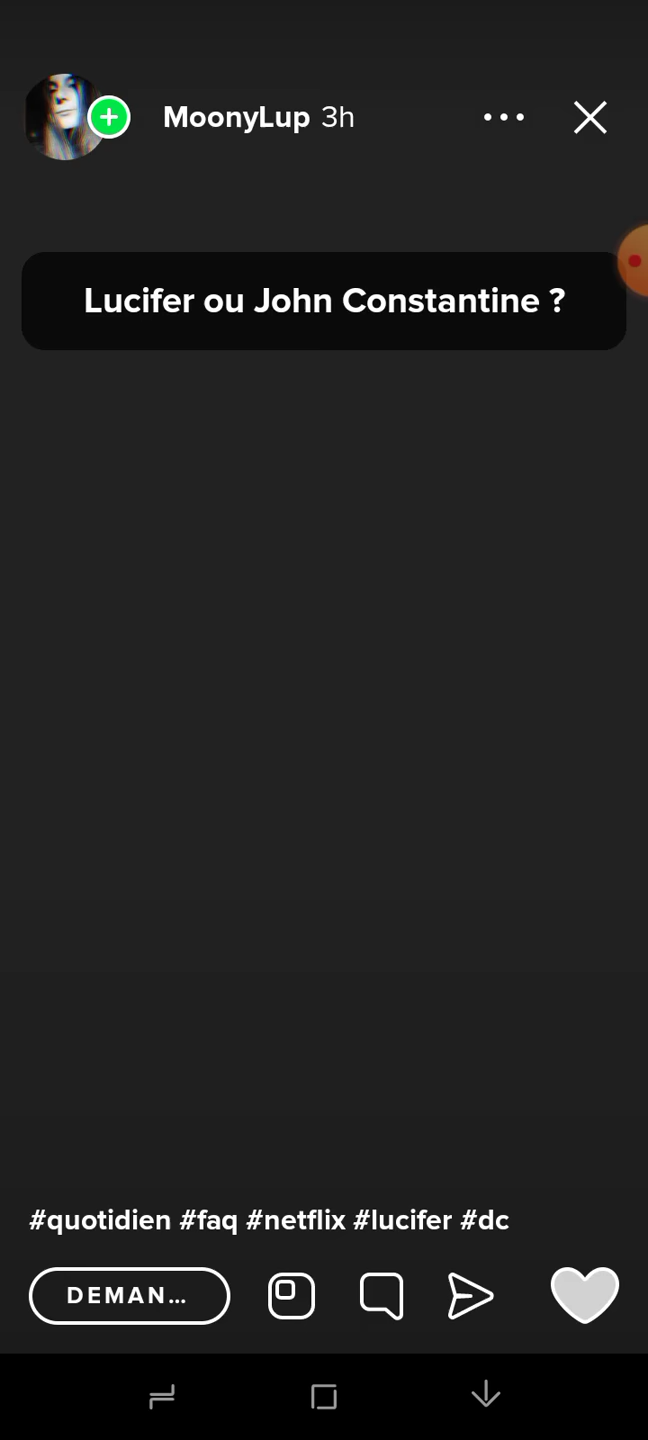 MoonyLup 3h
Lucifer ou John Constantine ?
#quotidien #faq #netflix #lucifer #dc
DEMAN...